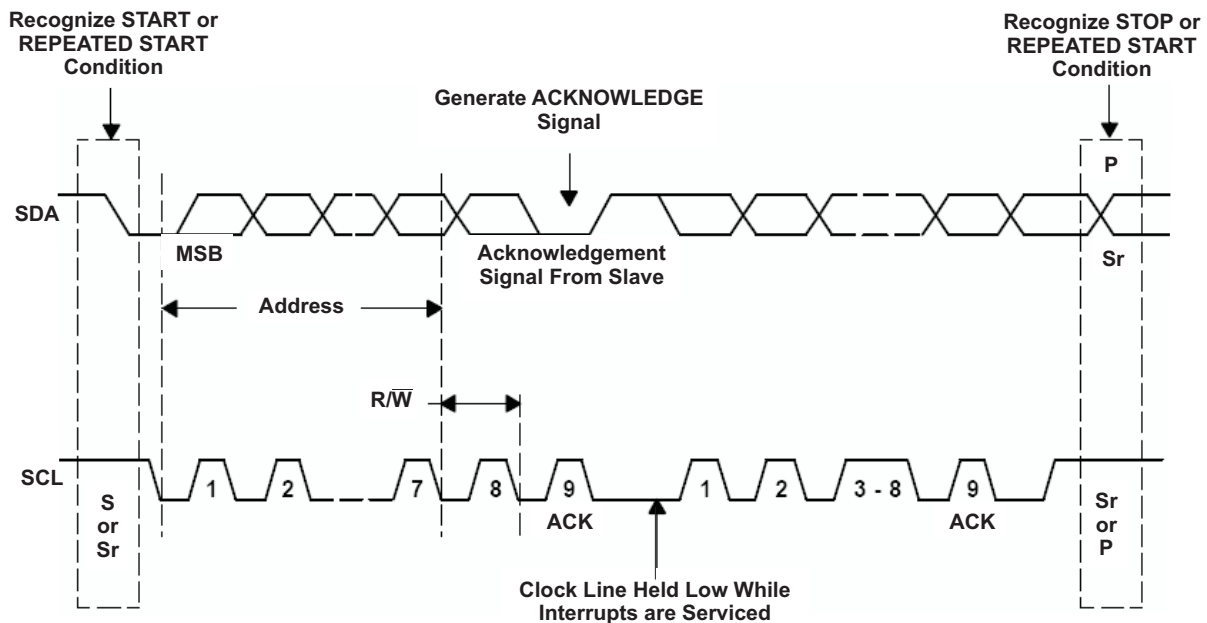 Recognize START or
REPEATED START
Condition
Recognize STOP or
REPEATED START
Condition
Generate ACKNOWLEDGE
Signal
P
SDA
MSB
Acknowledgement
Signal From Slave
Sr
Address
R/W̅
SCL
1
2
7
8
9
1
2
3 - 8
9
S
or
Sr
ACK
ACK
Sr
or
P
Clock Line Held Low While
Interrupts are Serviced